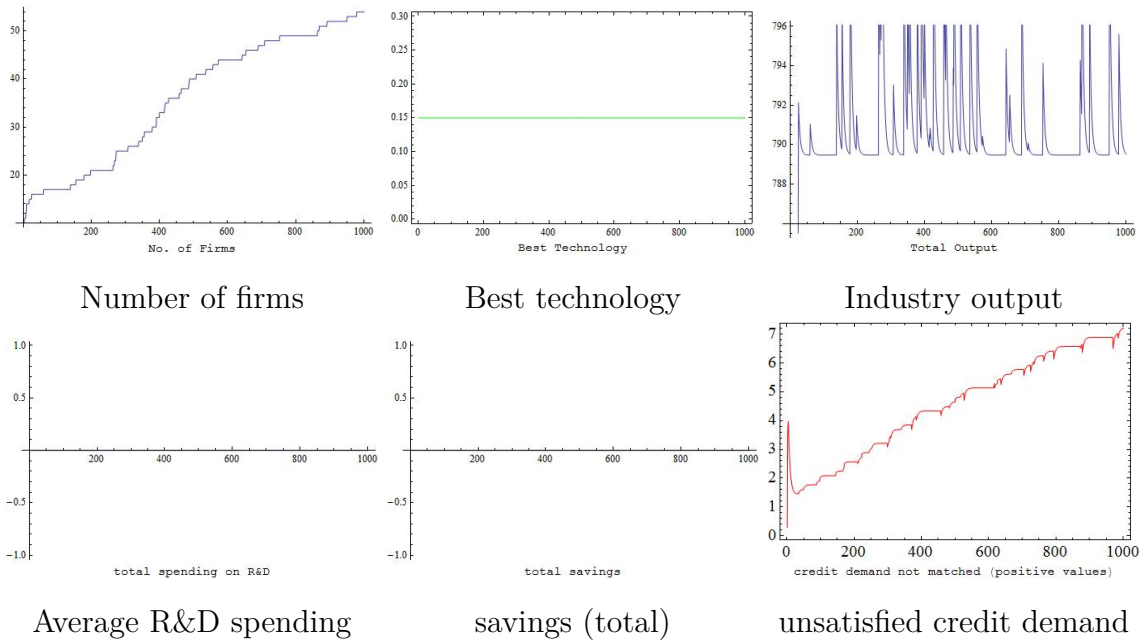 50
40
30
20
200 400 600 800 1000
No. of Firms
0.30
0.25
0.20
0.15
0.10
0.05
0.00
0 200 400 600 800 1000
Best Technology
796
794
792
790
788
0 200 400 600 800 1000
Total Output
Number of firms
Best technology
Industry output
1.0
0.5
200 400 600 800 1000
-0.5
-1.0
total spending on R&D
1.0
0.5
200 400 600 800 1000
-0.5
-1.0
total savings
7
6
5
4
3
2
1
0
0 200 400 600 800 1000
credit demand not matched (positive values)
Average R&D spending
savings (total)
unsatisfied credit demand